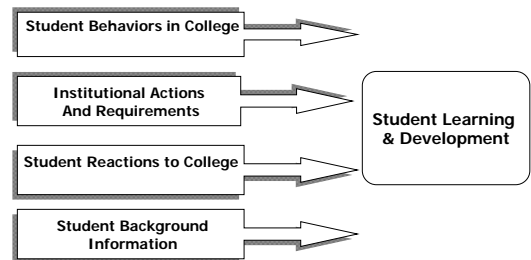 Student Behaviors in College
Institutional Actions
And Requirements
Student Learning
& Development
Student Reactions to College
Student Background
Information